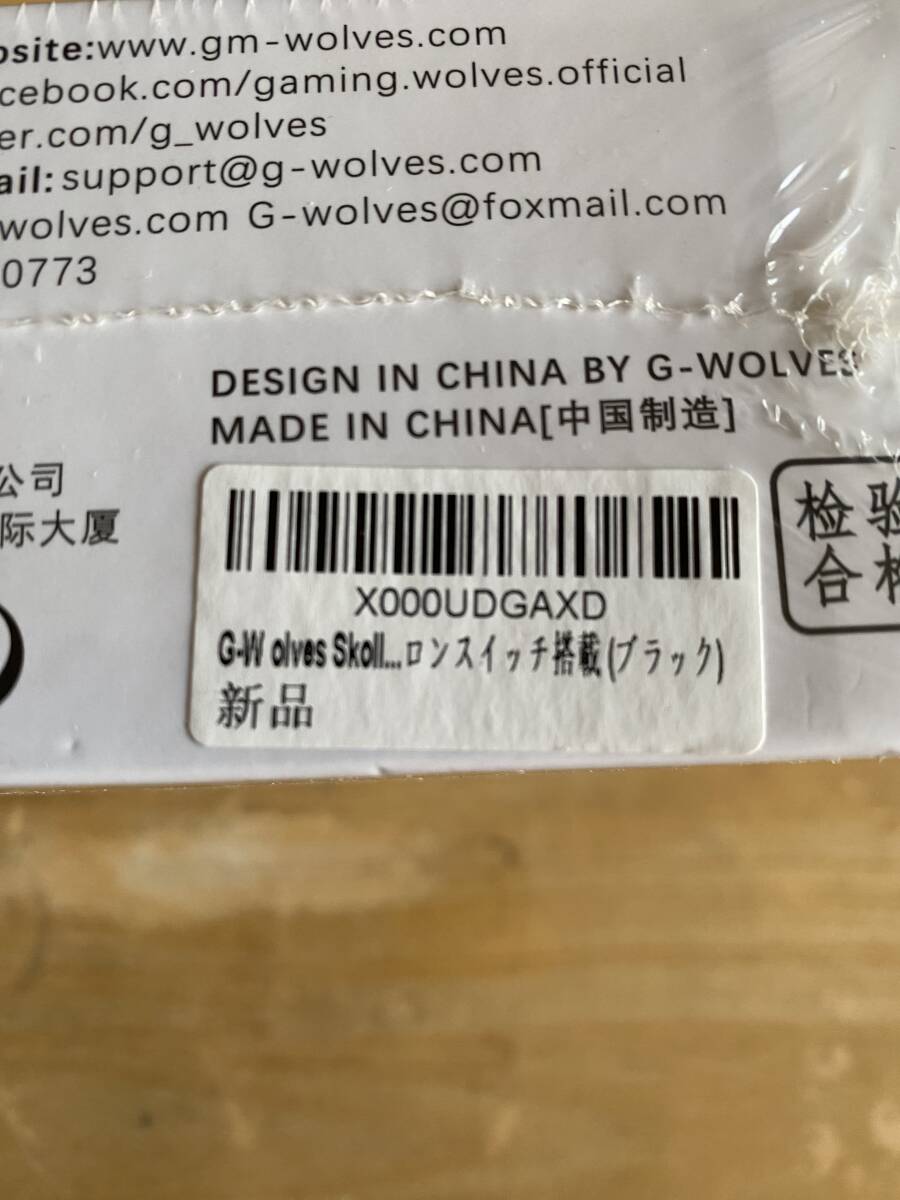 osite:www.gm-wolves.com
cebook.com/gaming.wolves.official
er.com/g_wolves
ail:support@g-wolves.com
wolves.com G-wolves@foxmail.com
0773
DESIGN IN CHINA BY G-WOLVES
MADE IN CHINA[中国制造]
公司
际大厦
X000UDGAXD
G-W olves Skoll...ロンスイッチ搭載(ブラック)
新品
检验
合格